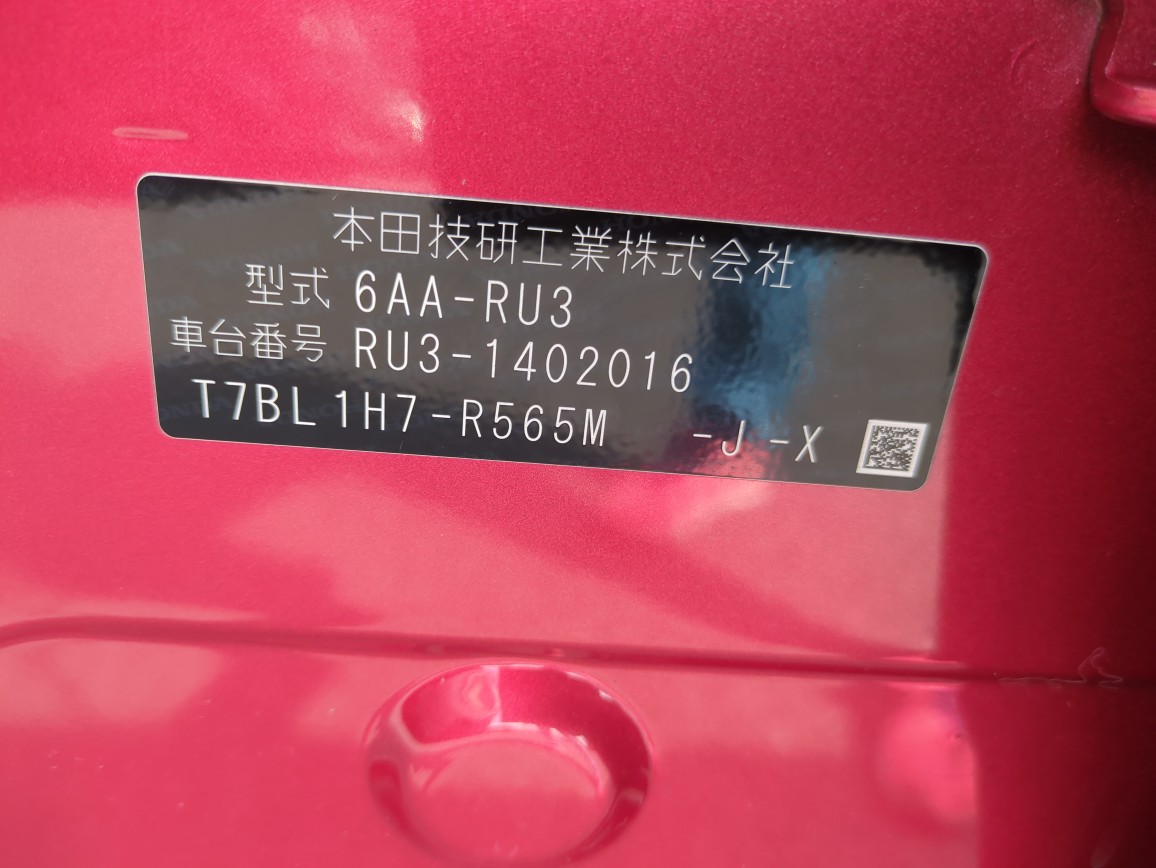 本田技研工業株式会社
型式 6AA-RU3
車台番号 RU3-1402016
T7BL1H7-R565M -J -X